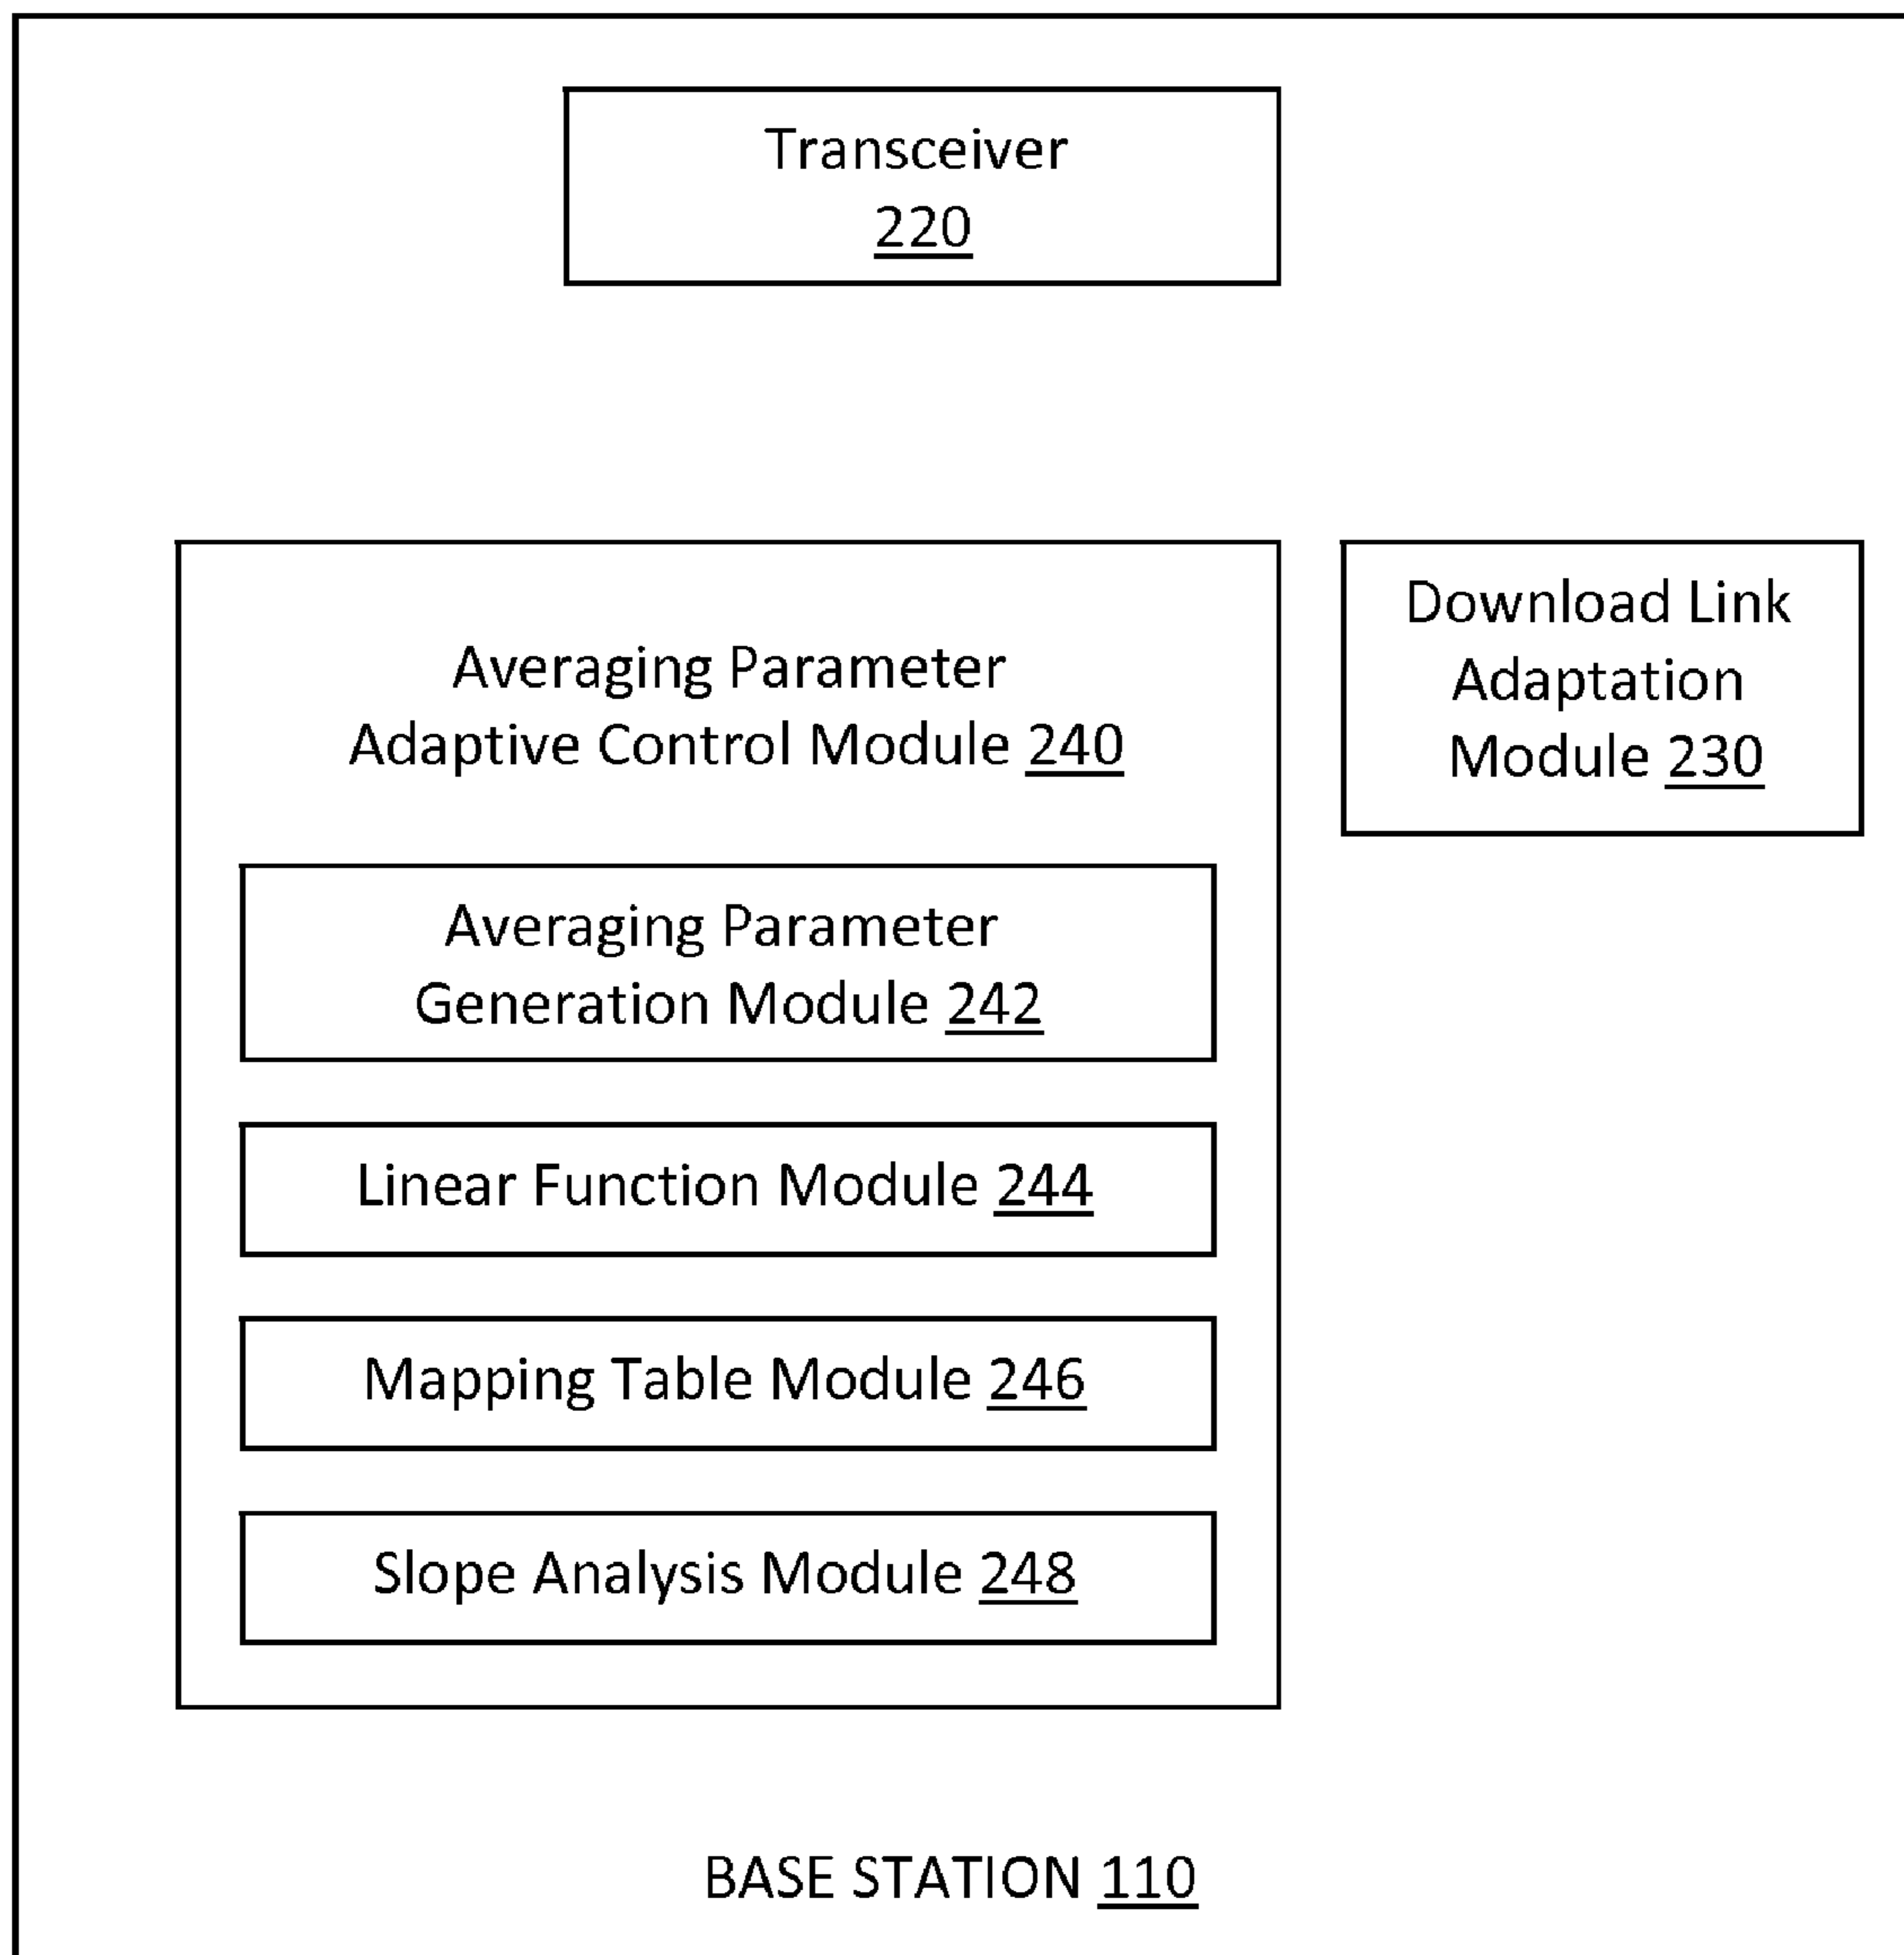 Transceiver
220
Averaging Parameter
Adaptive Control Module 240
Download Link
Adaptation
Module 230
Averaging Parameter
Generation Module 242
Linear Function Module 244
Mapping Table Module 246
Slope Analysis Module 248
BASE STATION 110